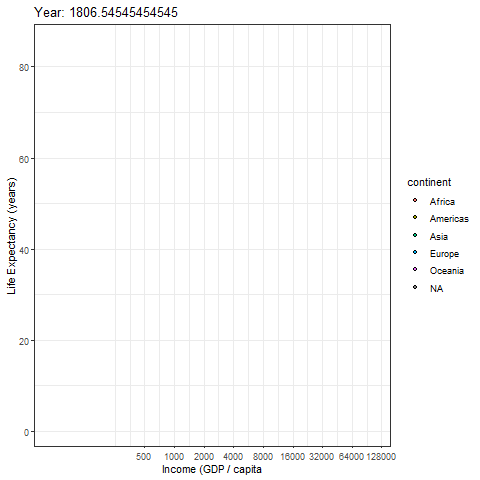 Year: 1806.54545454545
Life Expectancy (years)
80
60
40
20
0
500 1000 2000 4000 8000 16000 32000 64000 128000
Income (GDP / capita
continent
Africa
Americas
Asia
Europe
Oceania
NA